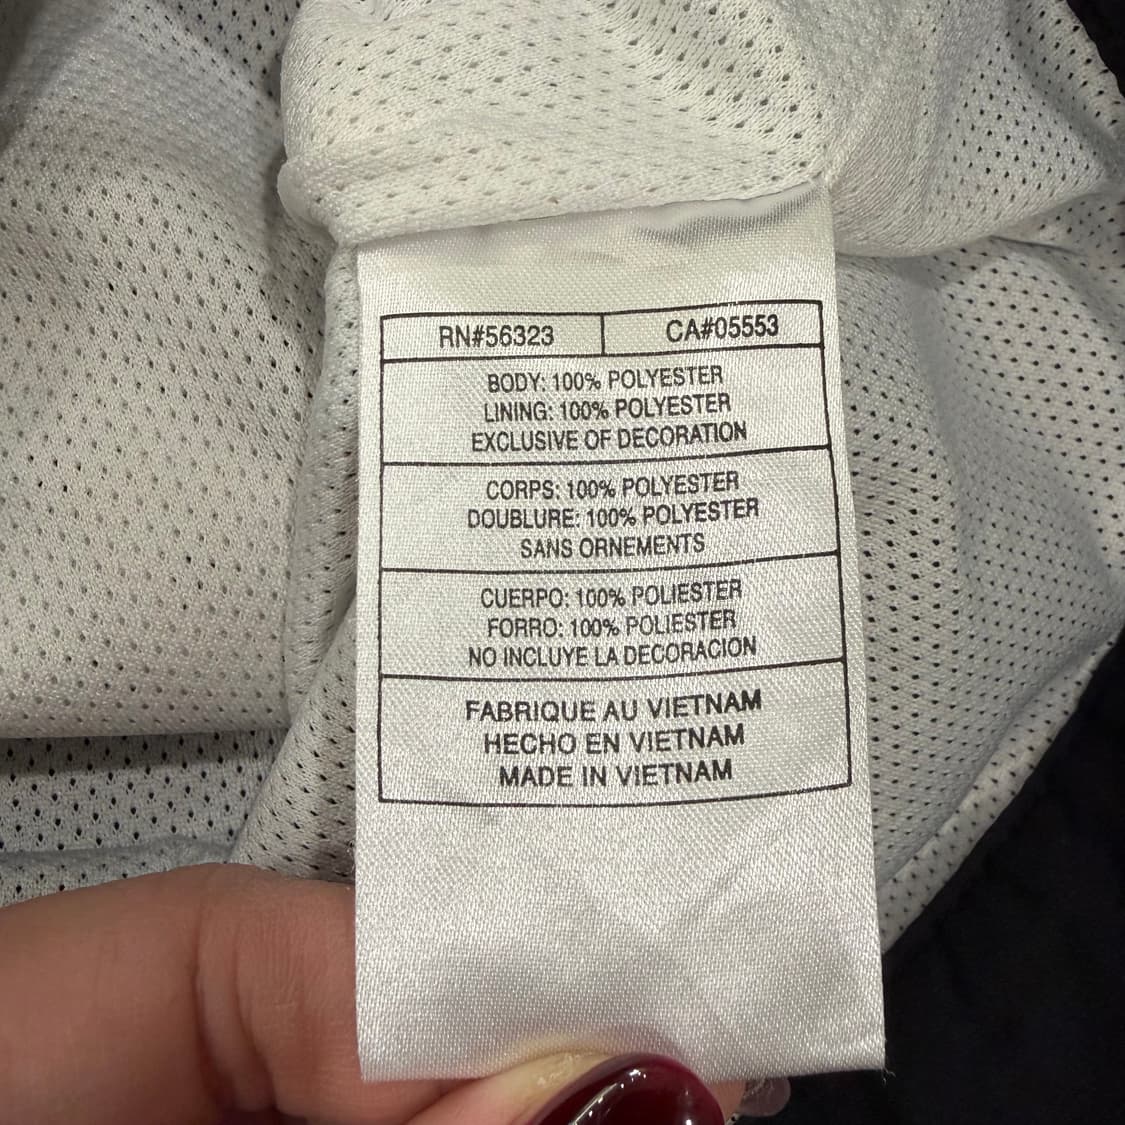 RN#56323 CA#05553
BODY: 100% POLYESTER
LINING: 100% POLYESTER
EXCLUSIVE OF DECORATION
CORPS: 100% POLYESTER
DOUBLURE: 100% POLYESTER
SANS ORNEMENTS
CUERPO: 100% POLIESTER
FORRO: 100% POLIESTER
NO INCLUYE LA DECORACION
FABRIQUE AU VIETNAM
HECHO EN VIETNAM
MADE IN VIETNAM